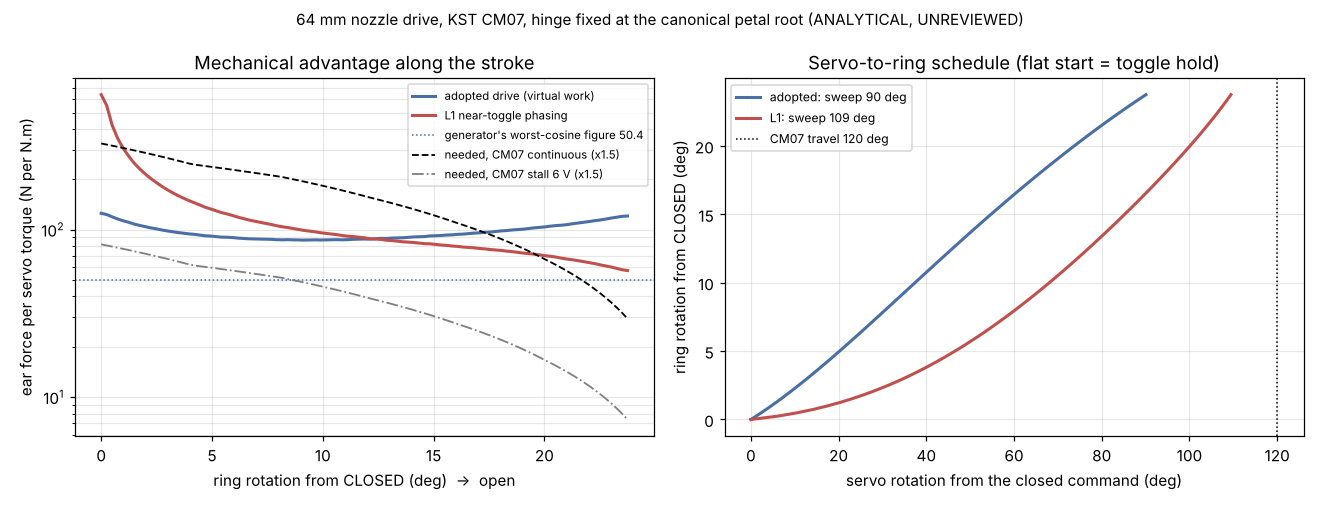 64 mm nozzle drive, KST CM07, hinge fixed at the canonical petal root (ANALYTICAL, UNREVIEWED)
Mechanical advantage along the stroke
ear force per servo torque (N per N.m)
10²
10¹
adopted drive (virtual work)
L1 near-toggle phasing
generator's worst-cosine figure 50.4
needed, CM07 continuous (x1.5)
needed, CM07 stall 6 V (x1.5)
0 5 10 15 20
ring rotation from CLOSED (deg) → open
Servo-to-ring schedule (flat start = toggle hold)
ring rotation from CLOSED (deg)
20
15
10
5
0
adopted: sweep 90 deg
L1: sweep 109 deg
CM07 travel 120 deg
0 20 40 60 80 100 120
servo rotation from the closed command (deg)